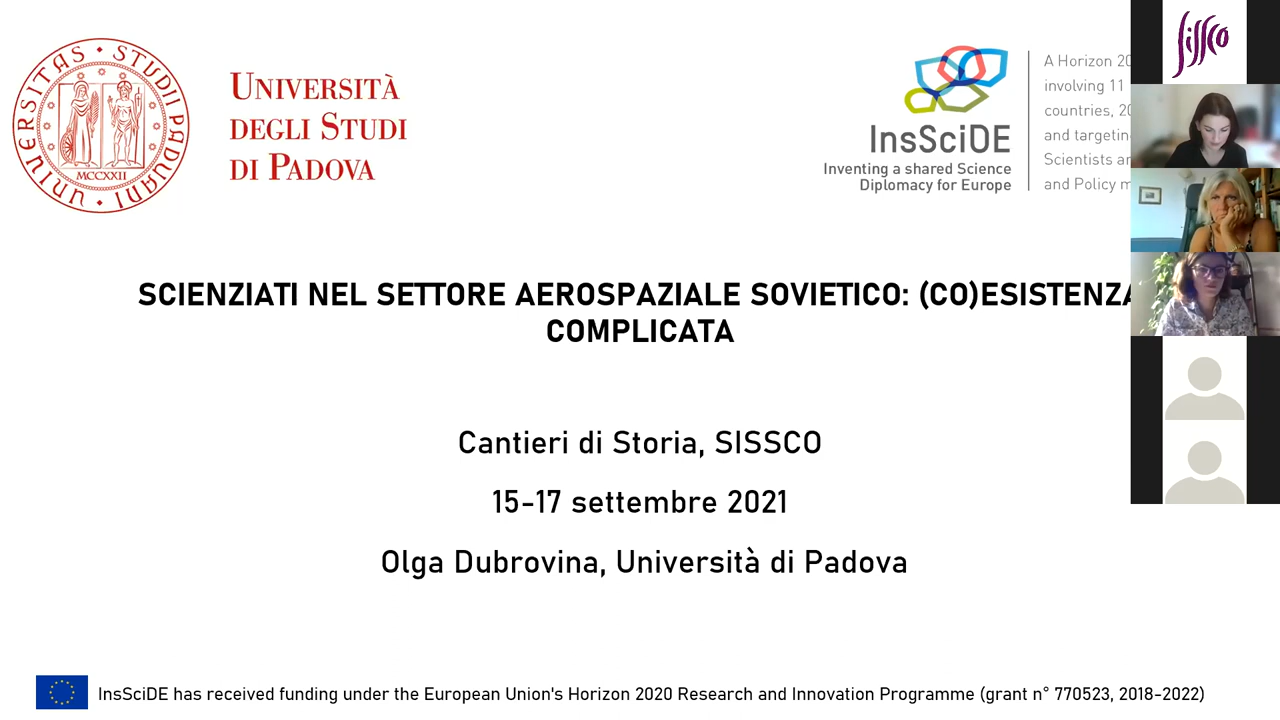 UNIVERSITAS STUDII PADUANI
MCCXXII
UNIVERSITÀ
DEGLI STUDI
DI PADOVA
InsSciDE
Inventing a shared Science
Diplomacy for Europe
A Horizon
involving 11
countries,
and targeting
Scientists
and Policy
sissco
SCIENZIATI NEL SETTORE AEROSPAZIALE SOVIETICO: (CO)ESISTENZA
COMPLICATA
Cantieri di Storia, SISSCO
15-17 settembre 2021
Olga Dubrovina, Università di Padova
InsSciDE has received funding under the European Union's Horizon 2020 Research and Innovation Programme (grant n° 770523, 2018-2022)